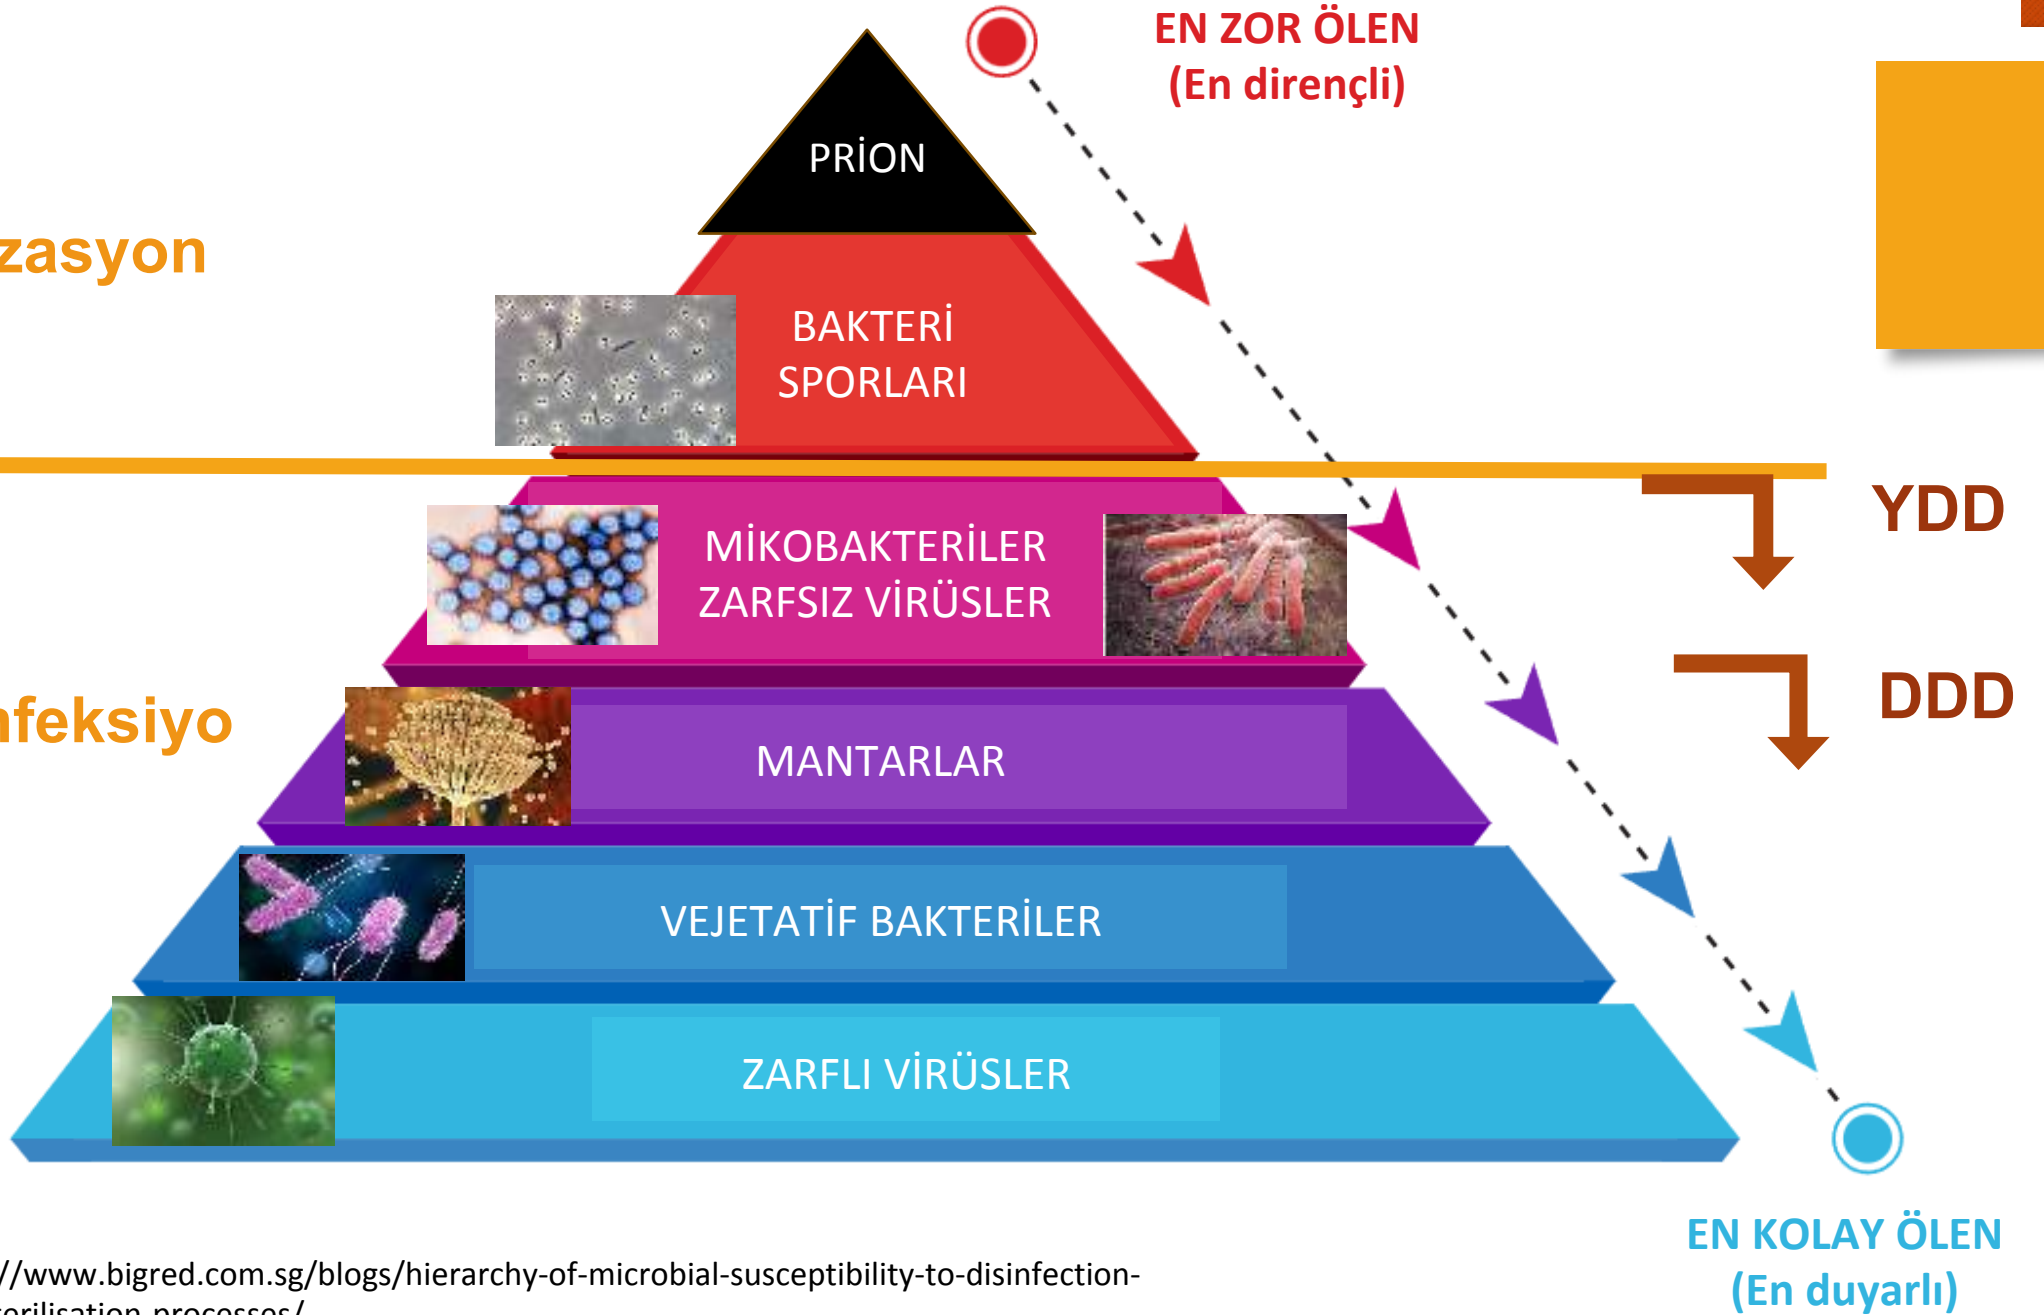 EN ZOR ÖLEN
(En dirençli)
PRİON
zasyon
BAKTERİ
SPORLARI
YDD
MİKOBAKTERİLER
ZARFSIZ VİRÜSLER
DDD
nfeksiyo
MANTARLAR
VEJETATİF BAKTERİLER
ZARFLI VİRÜSLER
EN KOLAY ÖLEN
(En duyarlı)
//www.bigred.com.sg/blogs/hierarchy-of-microbial-susceptibility-to-disinfection-
erilisation-processes/